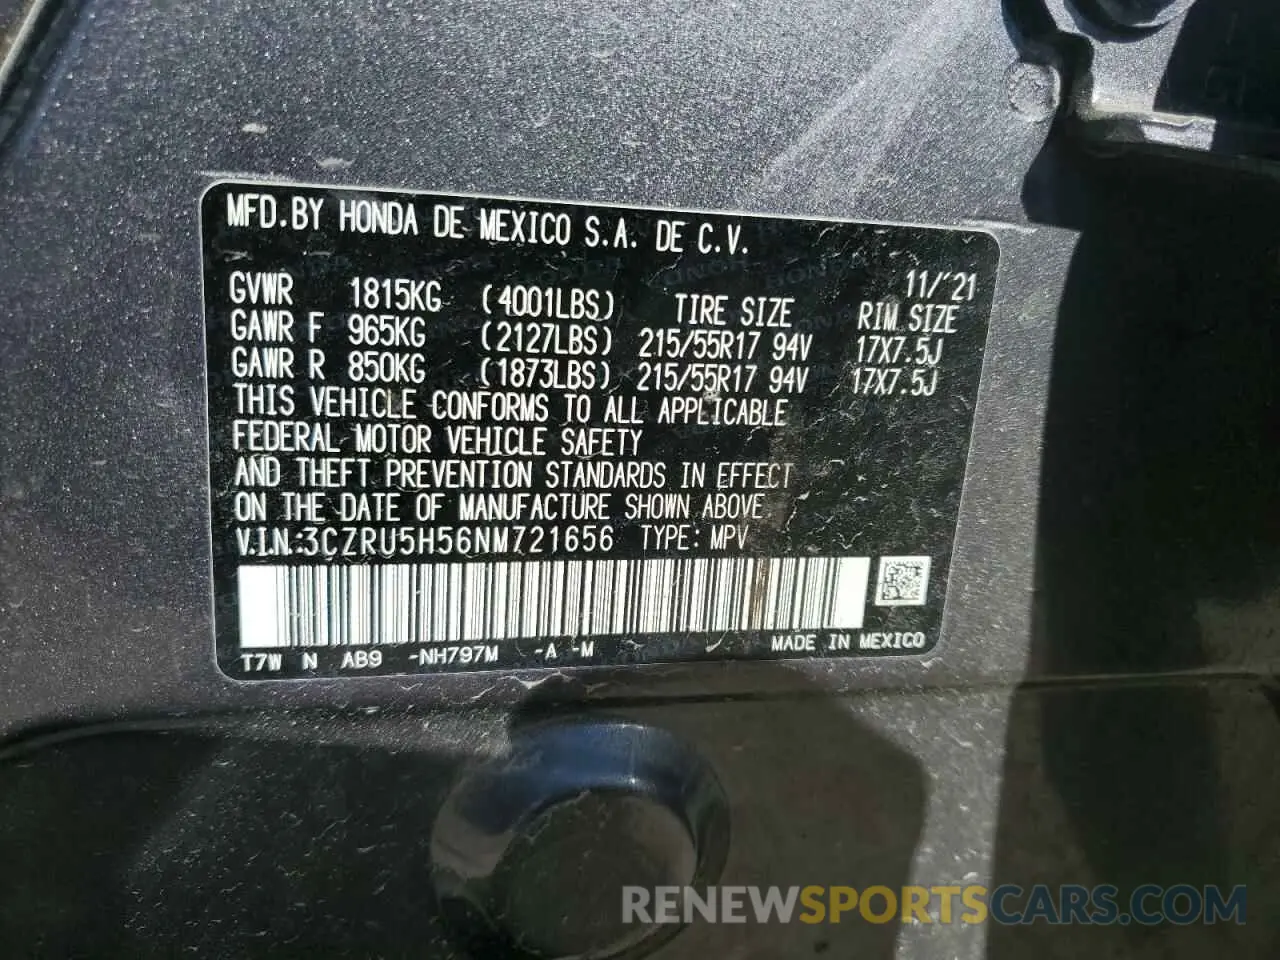 MFD.BY HONDA DE MEXICO S.A. DE C.V.
11/'21
GVWR 1815KG (4001LBS) TIRE SIZE RIM SIZE
GAWR F 965KG (2127LBS) 215/55R17 94V 17X7.5J
GAWR R 850KG (1873LBS) 215/55R17 94V 17X7.5J
THIS VEHICLE CONFORMS TO ALL APPLICABLE
FEDERAL MOTOR VEHICLE SAFETY
AND THEFT PREVENTION STANDARDS IN EFFECT
ON THE DATE OF MANUFACTURE SHOWN ABOVE
V.I.N.:3CZRU5H56NM721656 TYPE: MPV
T7W N AB9 -NH797M -A -M MADE IN MEXICO
RENEWSPORTSCARS.COM